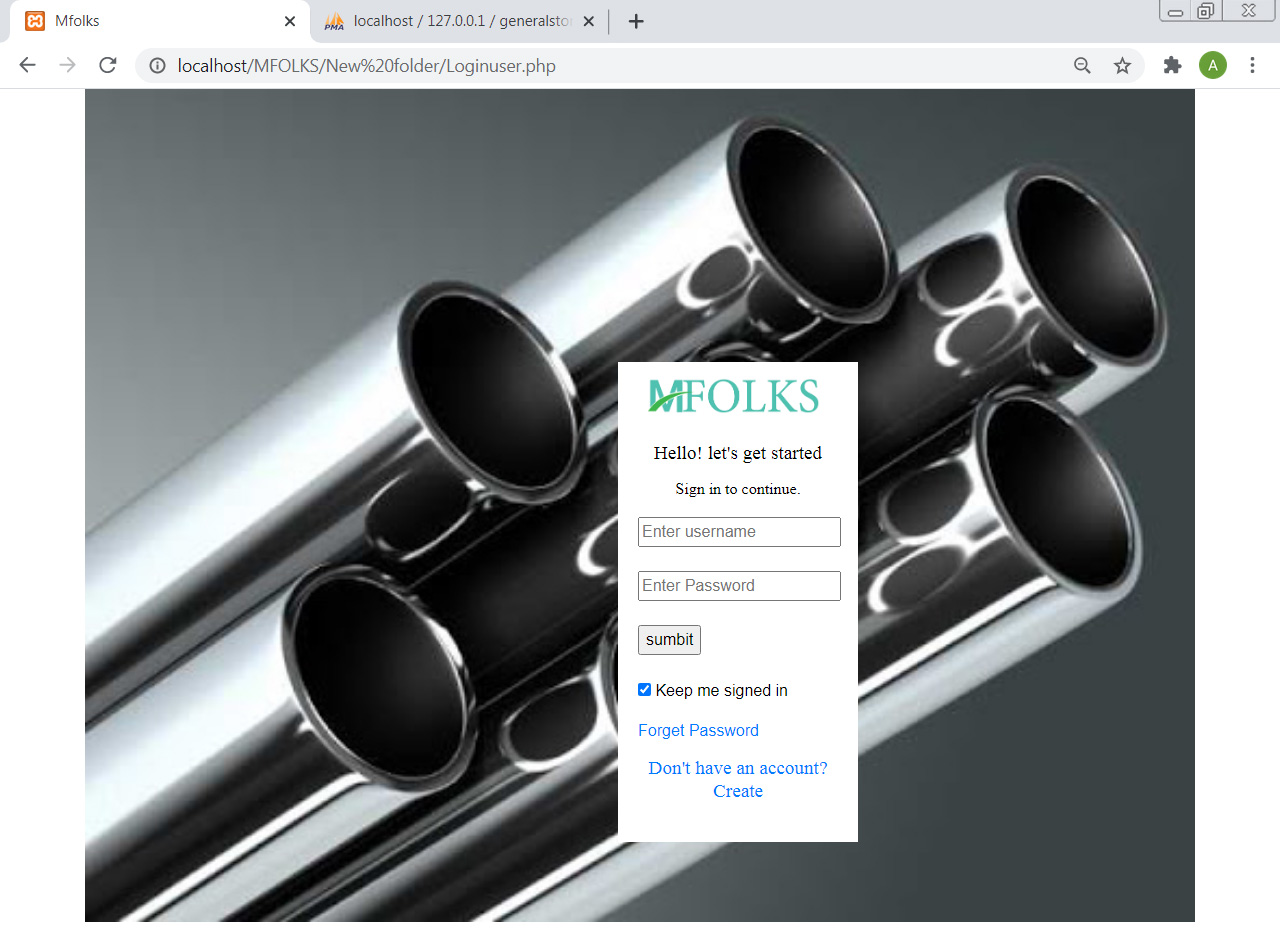 Mfolks
PMA
localhost / 127.0.0.1 / generalsto
localhost/MFOLKS/New%20folder/Loginuser.php
A
MFOLKS
Hello! let's get started
Sign in to continue.
Enter username
Enter Password
sumbit
Keep me signed in
Forget Password
Don't have an account?
Create